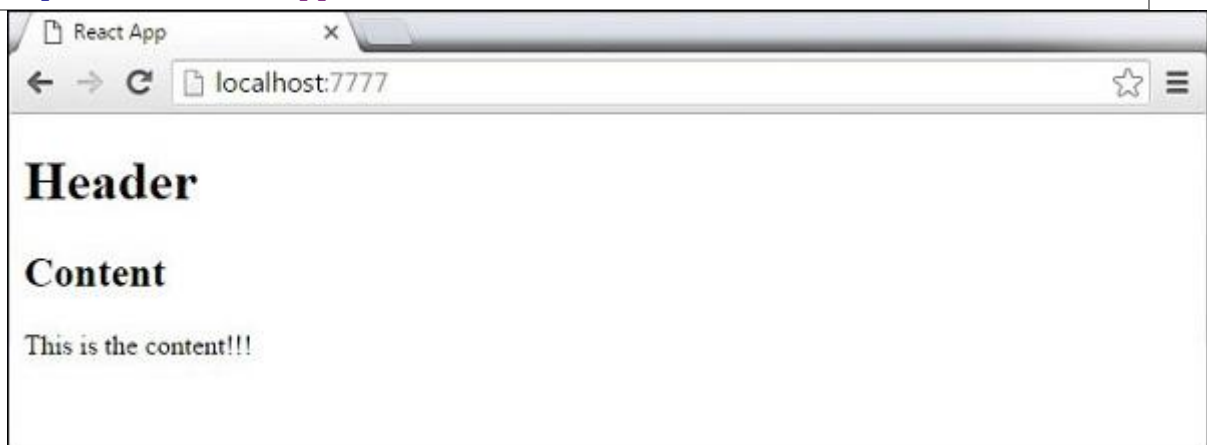 React App
localhost:7777
Header
Content
This is the content!!!